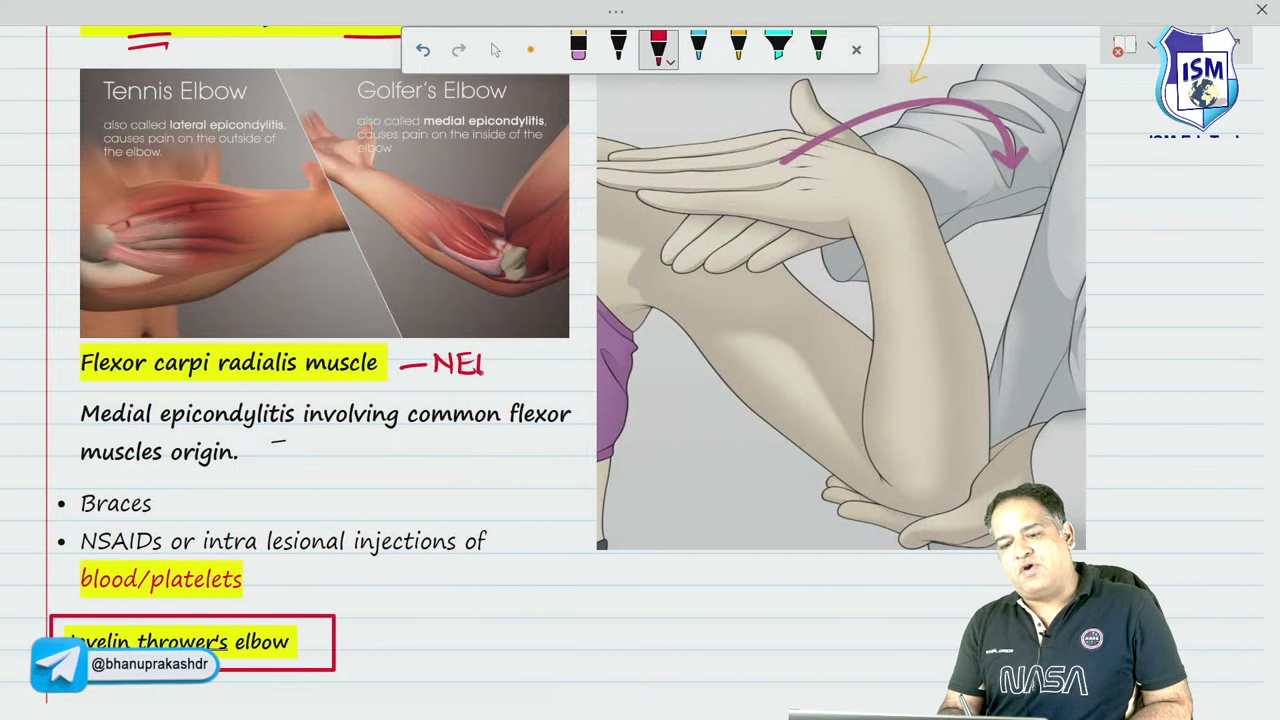 Tennis Elbow
also called lateral epicondylitis,
causes pain on the outside of
the elbow.
Golfer's Elbow
also called medial epicondylitis,
causes pain on the inside of the
elbow
ISM
Flexor carpi radialis muscle
Medial epicondylitis involving common flexor
muscles origin.
• Braces
• NSAIDs or intra lesional injections of
blood/platelets
thrower's elbow
@bhanuprakashdr
NASA